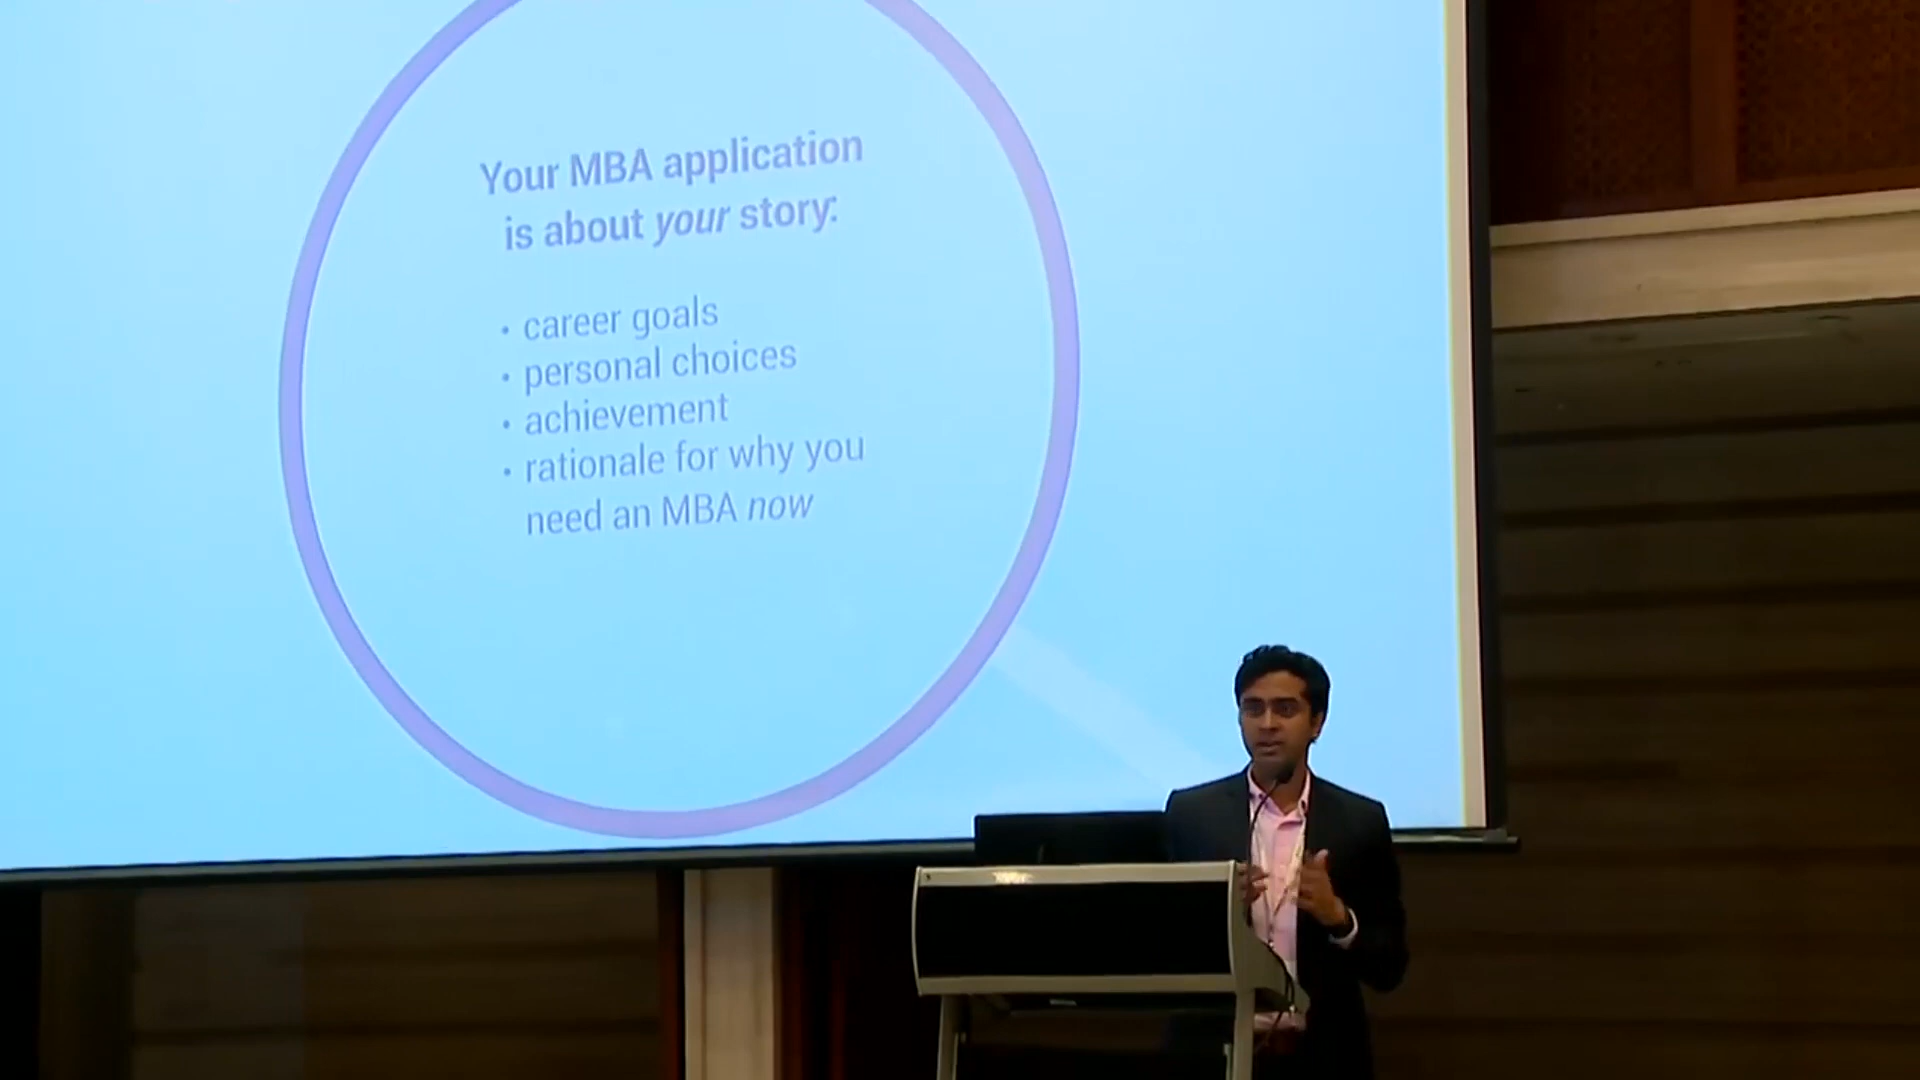 Your MBA application
is about your story:
• career goals
• personal choices
• achievement
• rationale for why you
need an MBA now